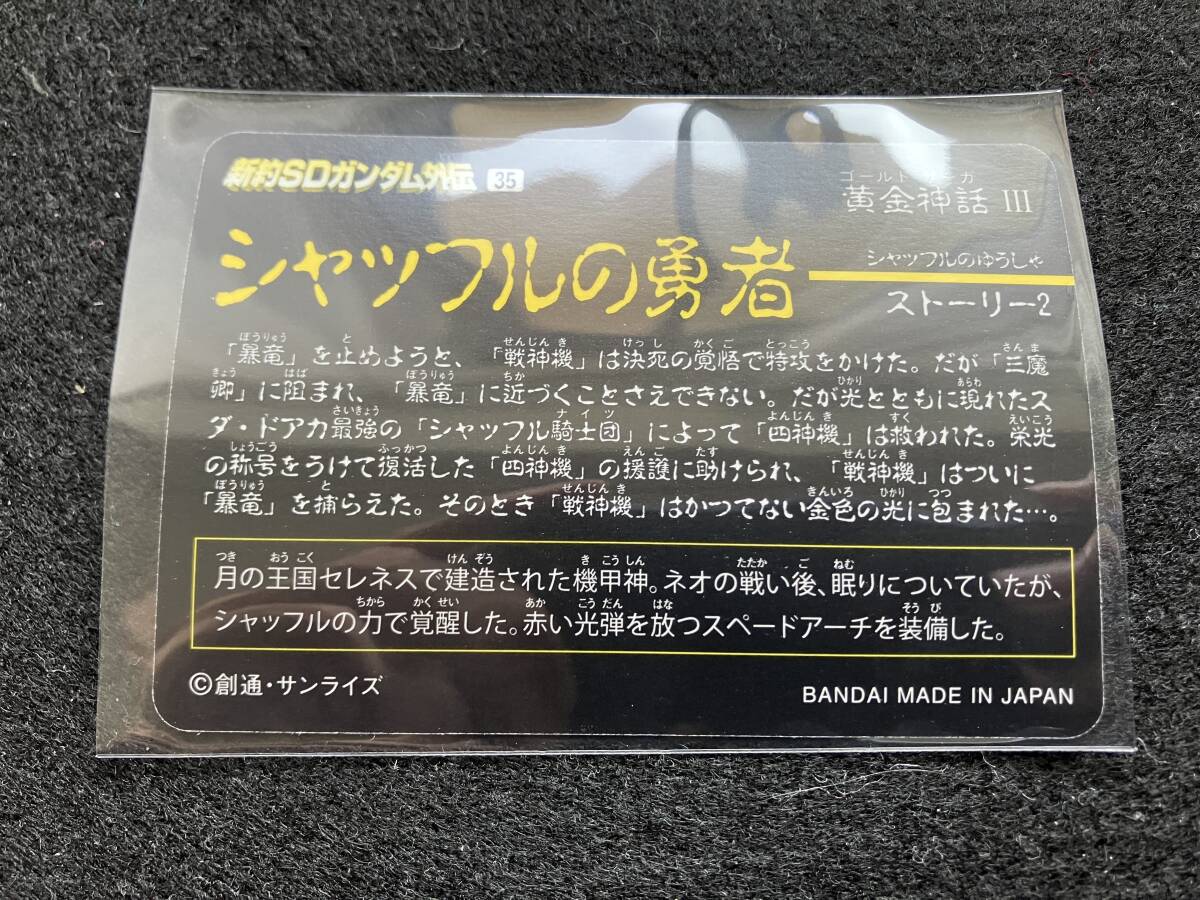 新約SDガンダム外伝 35
ゴールドサーガ
黄金神話 III
シャッフルの勇者
シャッフルのゆうしゃ
ストーリー2
「暴竜」を止めようと、「戦神機」は決死の覚悟で特攻をかけた。だが「三魔
卿」に阻まれ、「暴竜」に近づくことさえできない。だが光とともに現れたス
ダ・ドアカ最強の「シャッフル騎士団」によって「四神機」は救われた。栄光
の称号をうけて復活した「四神機」の援護に助けられ、「戦神機」はついに
「暴竜」を捕らえた。そのとき「戦神機」はかつてない金色の光に包まれた…。
月の王国セレネスで建造された機甲神。ネオの戦い後、眠りについていたが、
シャッフルの力で覚醒した。赤い光弾を放つスペードアーチを装備した。
©創通・サンライズ
BANDAI MADE IN JAPAN